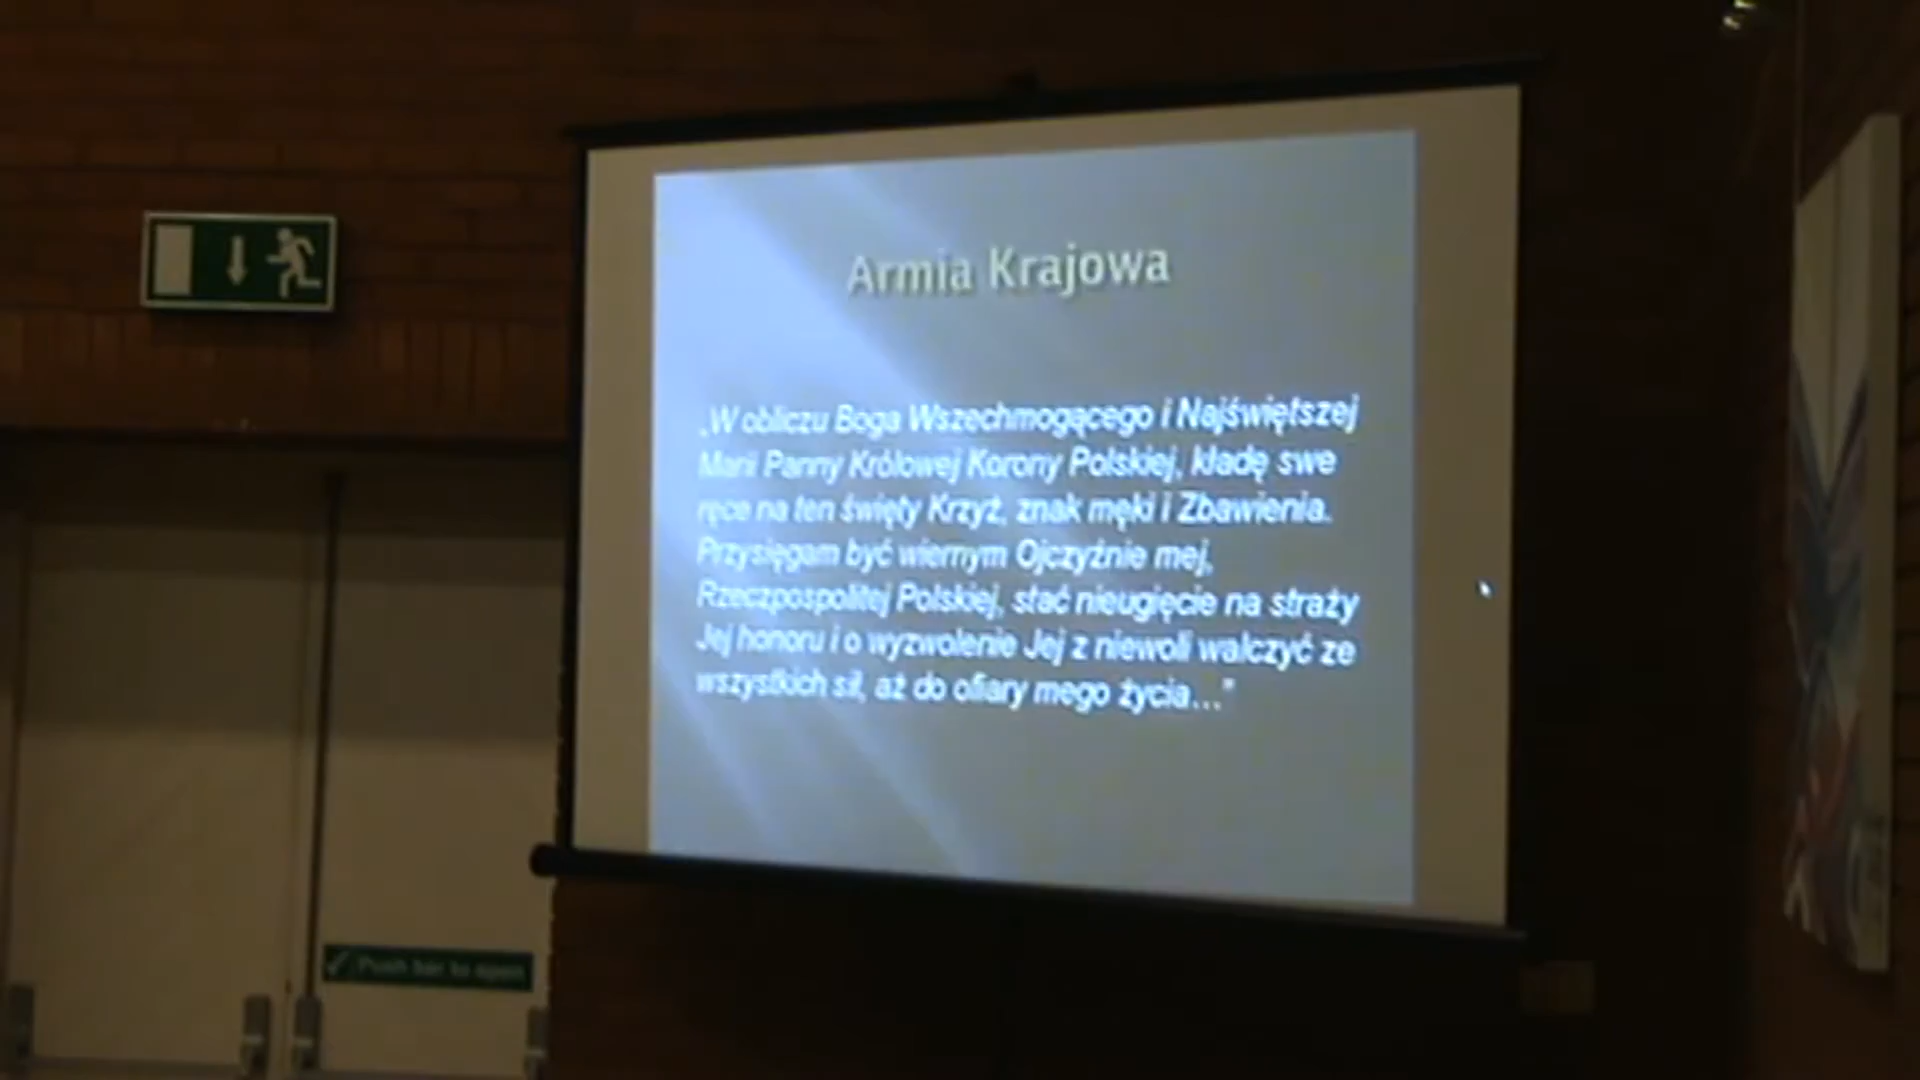 Armia Krajowa
„W obliczu Boga Wszechmogącego i Najświętszej
Marii Panny Królowej Korony Polskiej, kładę swe
ręce na ten święty Krzyż, znak męki i Zbawienia.
Przysięgam być wiernym Ojczyźnie mej,
Rzeczpospolitej Polskiej, stać nieugięcie na straży
Jej honoru i o wyzwolenie Jej z niewoli walczyć ze
wszystkich sił, aż do ofiary mego życia…”
Push bar to open